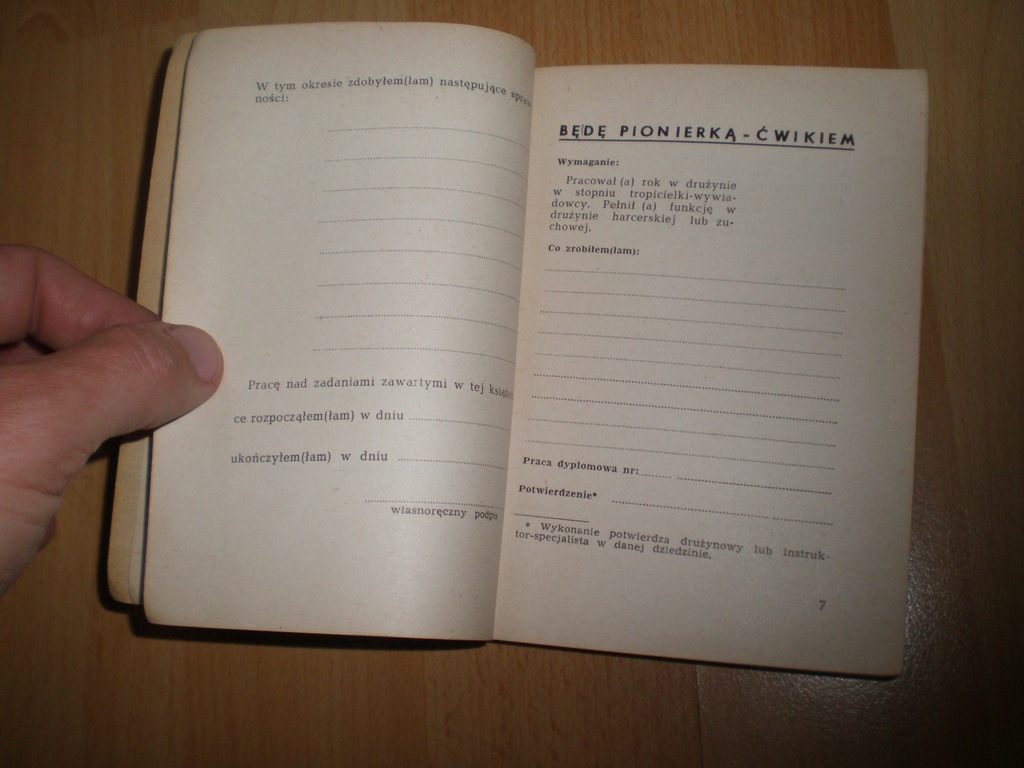 W tym okresie zdobyłem(łam) następujące
ności:
Pracę nad zadaniami zawartymi w tej
ce rozpocząłem(łam) w dniu
ukończyłem(łam) w dniu
własnoręczny podpis
BĘDĘ PIONIERKĄ - ĆWIKIEM
Wymaganie:
Pracował (a) rok w drużynie
w stopniu tropicielki-wywia-
dowcy. Pełnił (a) funkcję w
drużynie harcerskiej lub zu-
chowej.
Co zrobiłem(łam):
Praca dyplomowa nr:
Potwierdzenie*
* Wykonanie potwierdza drużynowy lub instruk-
tor-specjalista w danej dziedzinie.
7